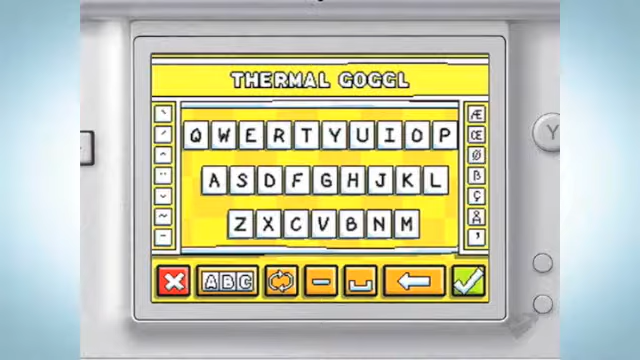 THERMAL GOGGL
Æ
QWERTYUIOP
Œ
Ø
ASDFGHJKL
ß
Ç
ZXCVBNM
Å
ABC
Y